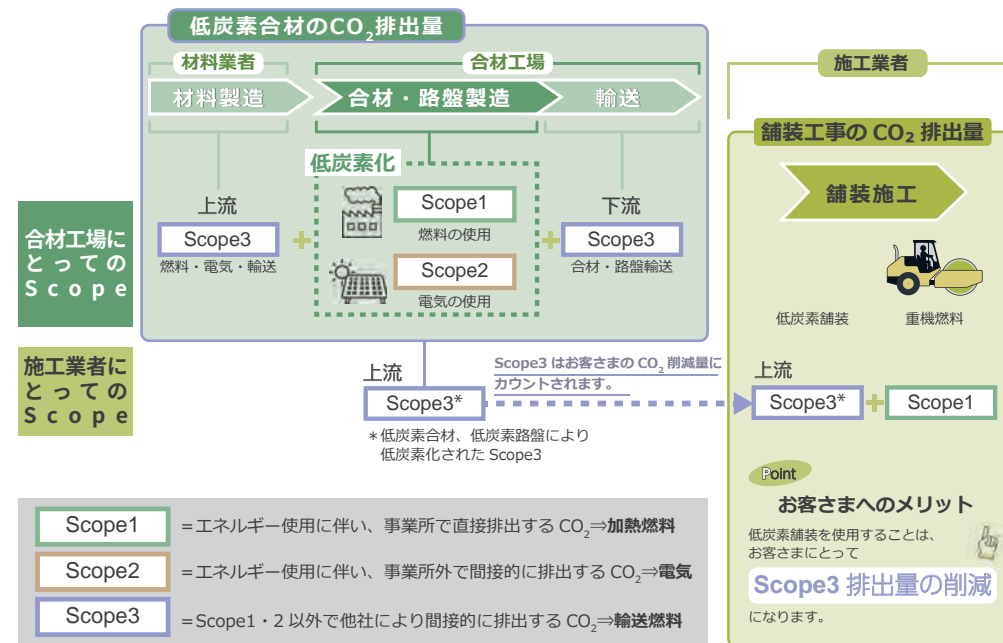 低炭素合材のCO2排出量
材料業者
合材工場
材料製造
合材・路盤製造
輸送
低炭素化
上流
Scope3
燃料・電気・輸送
Scope1
燃料の使用
Scope2
電気の使用
下流
Scope3
合材・路盤輸送
合材工場に
とっての
Scope
施工業者
舗装工事の CO2 排出量
舗装施工
低炭素舗装
重機燃料
施工業者に
とっての
Scope
上流
Scope3*
＊低炭素合材、低炭素路盤により
低炭素化された Scope3
Scope3 はお客さまの CO2 削減量に
カウントされます。
上流
Scope3*
Scope1
Point
お客さまへのメリット
低炭素舗装を使用することは、
お客さまにとって
Scope3 排出量の削減
になります。
Scope1 ＝エネルギー使用に伴い、事業所で直接排出する CO2⇒加熱燃料
Scope2 ＝エネルギー使用に伴い、事業所外で間接的に排出する CO2⇒電気
Scope3 ＝Scope1・2 以外で他社により間接的に排出する CO2⇒輸送燃料